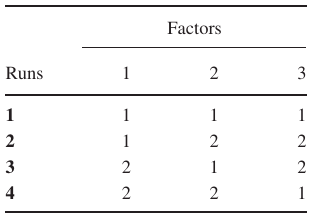 Factors
Runs 1 2 3
1 1 1 1
2 1 2 2
3 2 1 2
4 2 2 1